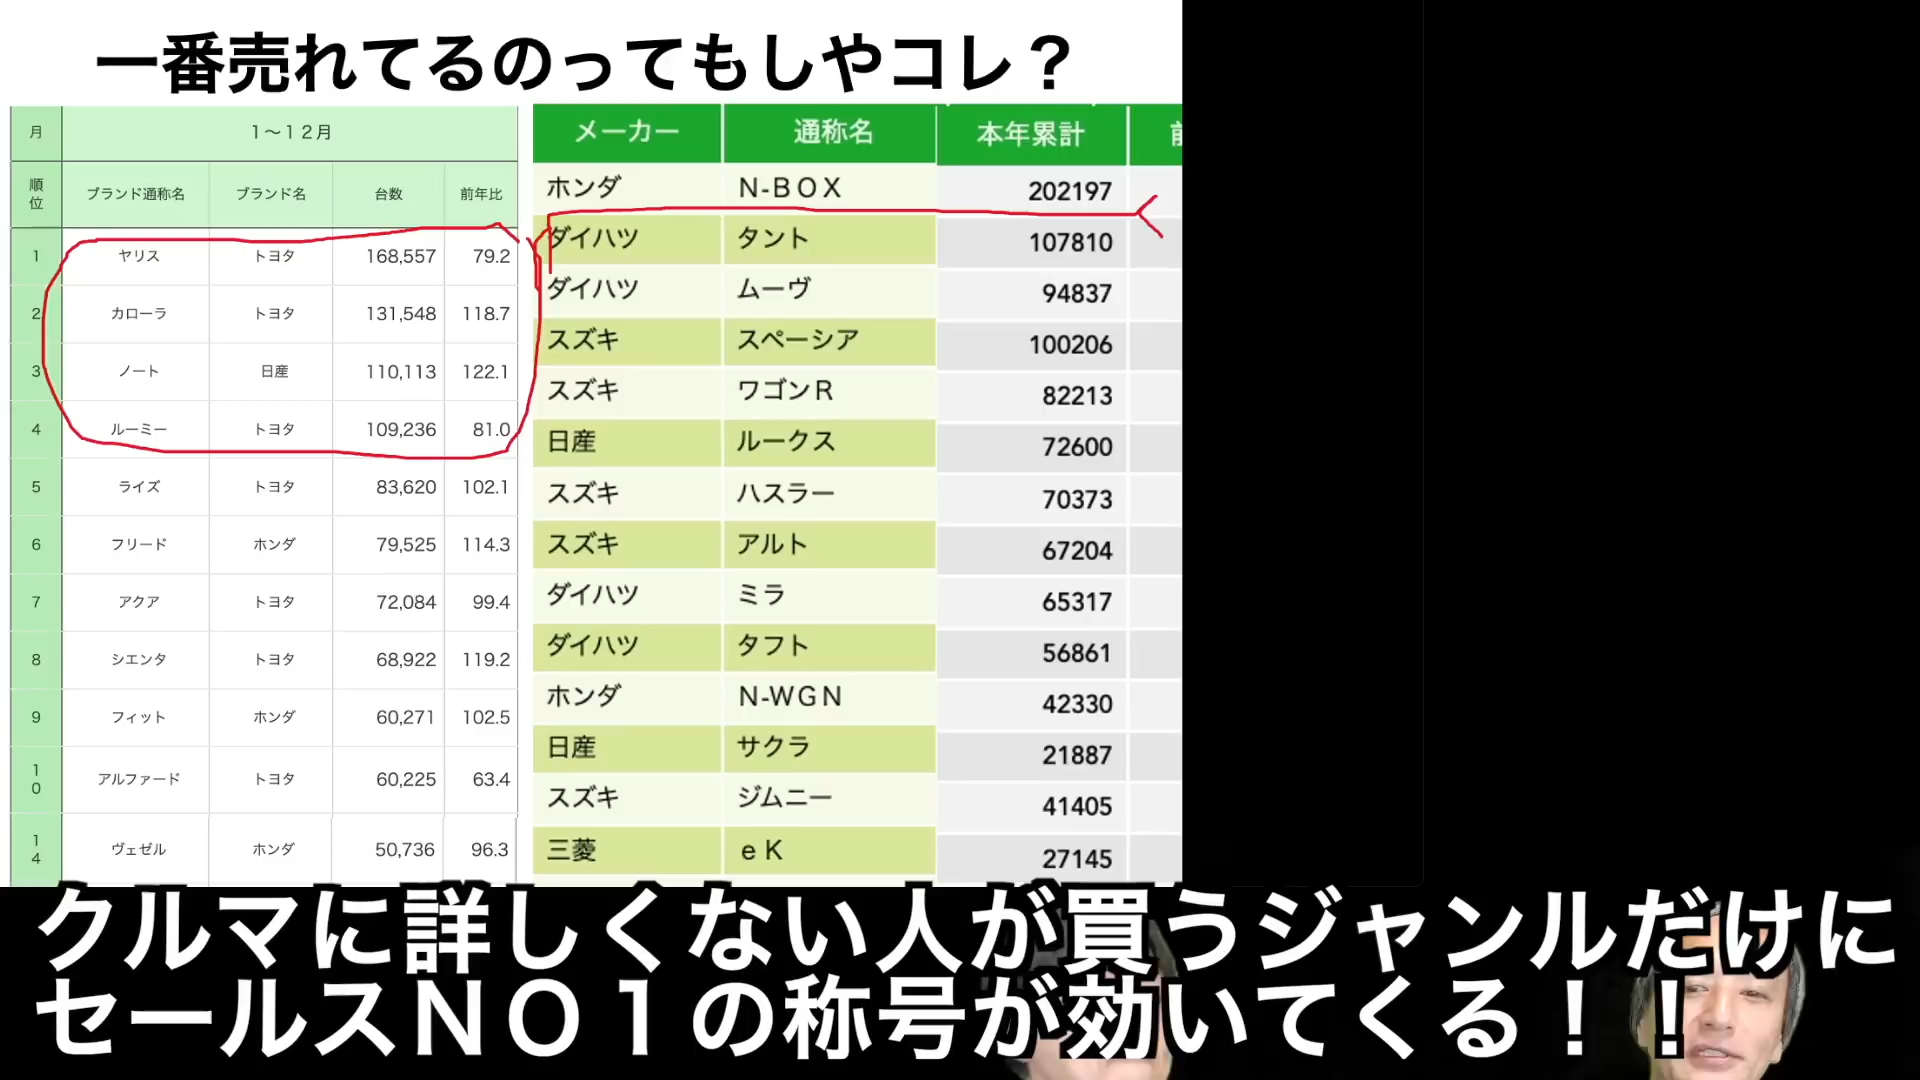 一番売れてるのってもしやコレ？
月 1～12月
順位 ブランド通称名 ブランド名 台数 前年比
1 ヤリス トヨタ 168,557 79.2
2 カローラ トヨタ 131,548 118.7
3 ノート 日産 110,113 122.1
4 ルーミー トヨタ 109,236 81.0
5 ライズ トヨタ 83,620 102.1
6 フリード ホンダ 79,525 114.3
7 アクア トヨタ 72,084 99.4
8 シエンタ トヨタ 68,922 119.2
9 フィット ホンダ 60,271 102.5
10 アルファード トヨタ 60,225 63.4
14 ヴェゼル ホンダ 50,736 96.3
メーカー 通称名 本年累計
ホンダ N-BOX 202197
ダイハツ タント 107810
ダイハツ ムーヴ 94837
スズキ スペーシア 100206
スズキ ワゴンR 82213
日産 ルークス 72600
スズキ ハスラー 70373
スズキ アルト 67204
ダイハツ ミラ 65317
ダイハツ タフト 56861
ホンダ N-WGN 42330
日産 サクラ 21887
スズキ ジムニー 41405
三菱 eK 27145
クルマに詳しくない人が買うジャンルだけに
セールスNO1の称号が効いてくる！！